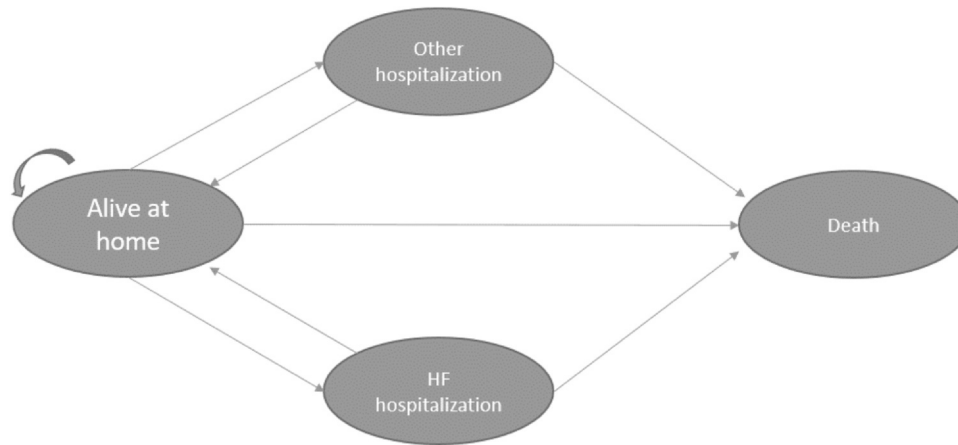 Other
hospitalization
Alive at
home
Death
HF
hospitalization